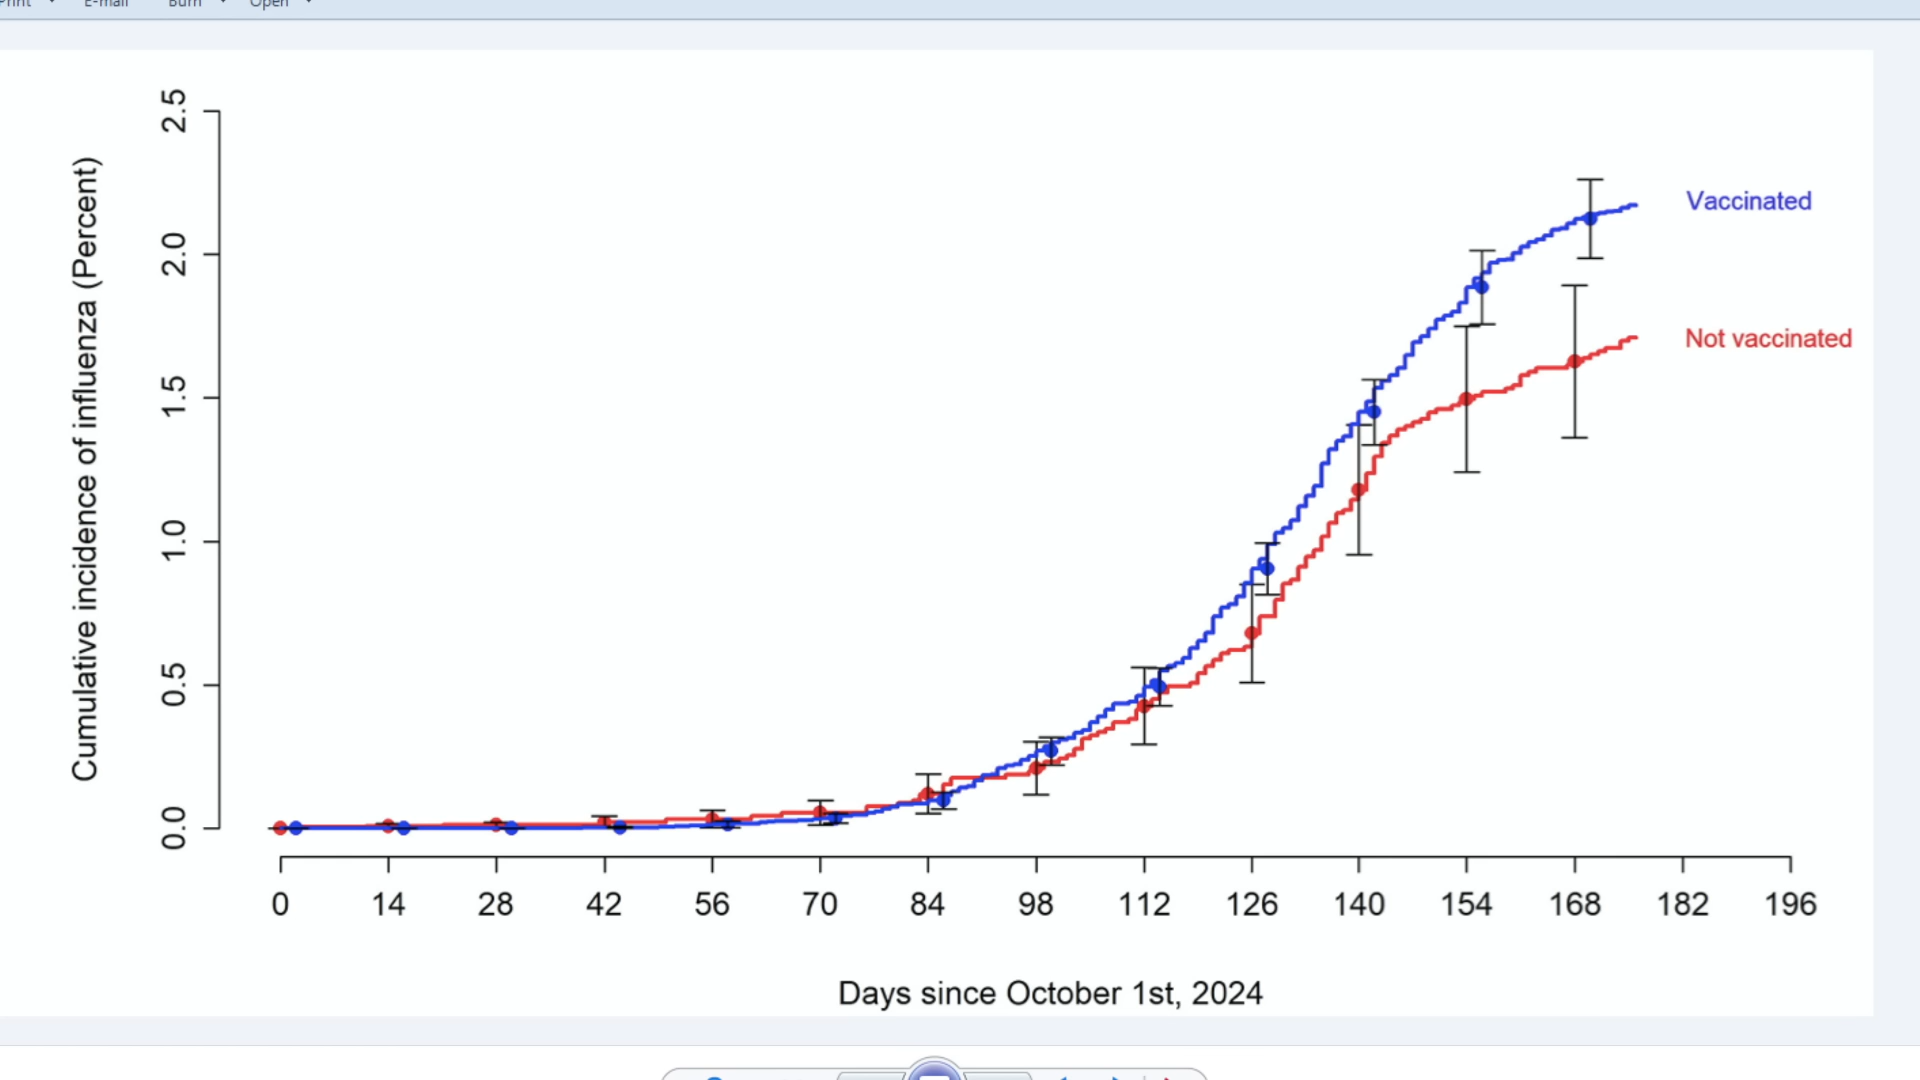 Print E-mail Burn Open
2.5
2.0
1.5
1.0
0.5
0.0
Cumulative incidence of influenza (Percent)
Vaccinated
Not vaccinated
0 14 28 42 56 70 84 98 112 126 140 154 168 182 196
Days since October 1st, 2024